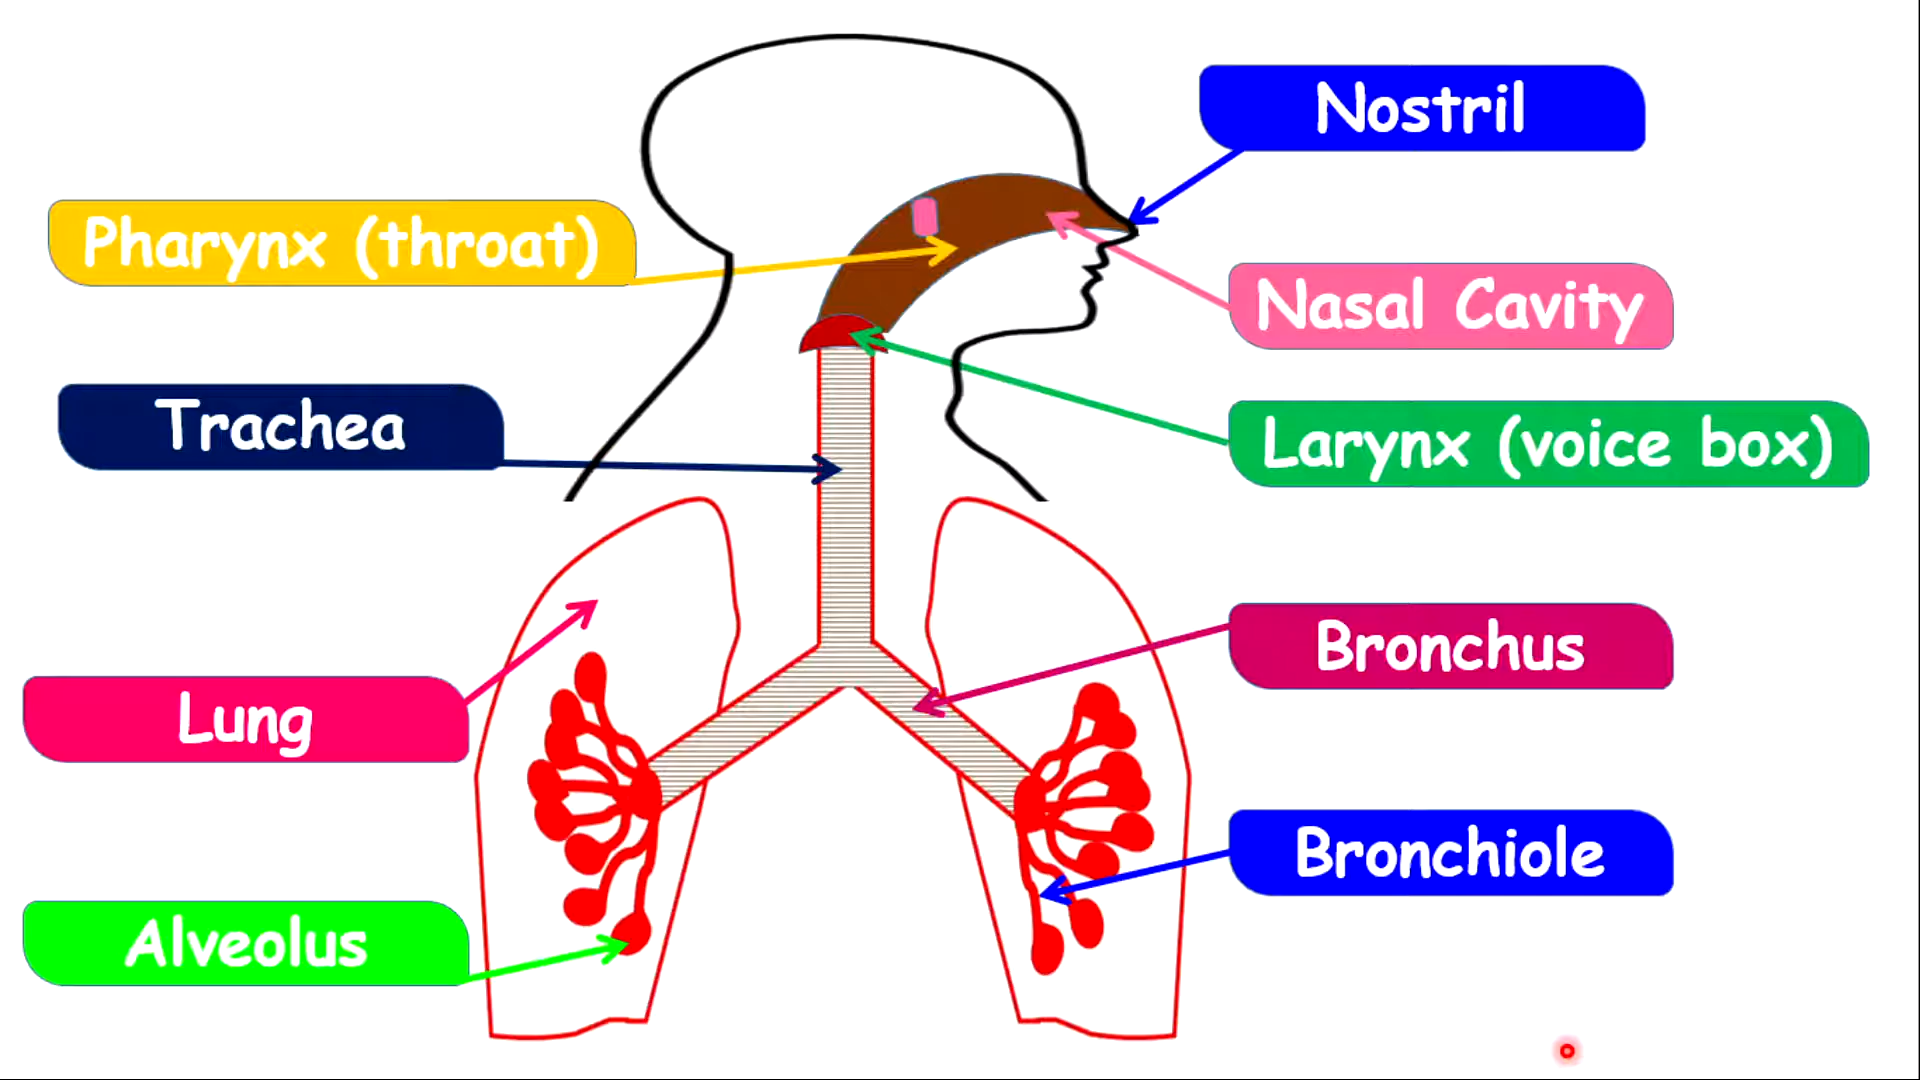 Nostril
Pharynx (throat)
Nasal Cavity
Trachea
Larynx (voice box)
Bronchus
Lung
Bronchiole
Alveolus